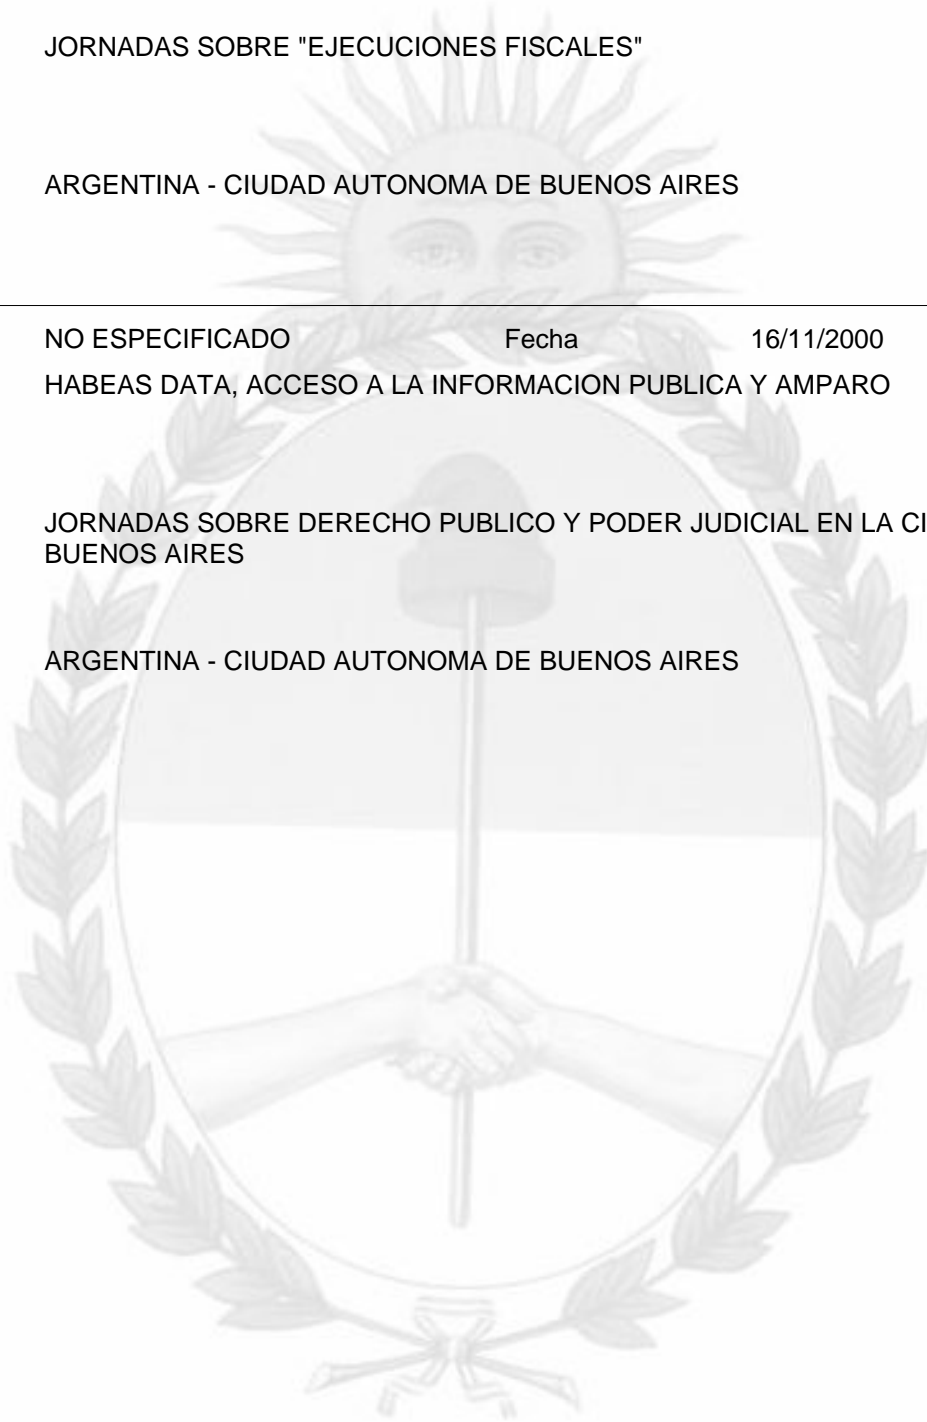 JORNADAS SOBRE "EJECUCIONES FISCALES"
ARGENTINA - CIUDAD AUTONOMA DE BUENOS AIRES
NO ESPECIFICADO Fecha 16/11/2000
HABEAS DATA, ACCESO A LA INFORMACION PUBLICA Y AMPARO
JORNADAS SOBRE DERECHO PUBLICO Y PODER JUDICIAL EN LA CI
BUENOS AIRES
ARGENTINA - CIUDAD AUTONOMA DE BUENOS AIRES